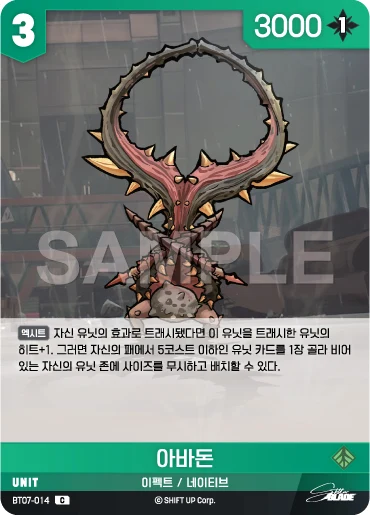 3
3000 1
SAMPLE
엑시트 자신 유닛의 효과로 트래시됐다면 이 유닛을 트래시한 유닛의
히트+1. 그러면 자신의 패에서 5코스트 이하인 유닛 카드를 1장 골라 비어
있는 자신의 유닛 존에 사이즈를 무시하고 배치할 수 있다.
아바돈
UNIT 이펙트 / 네이티브
BT07-014 C ⓒ SHIFT UP Corp. Stellar BLADE